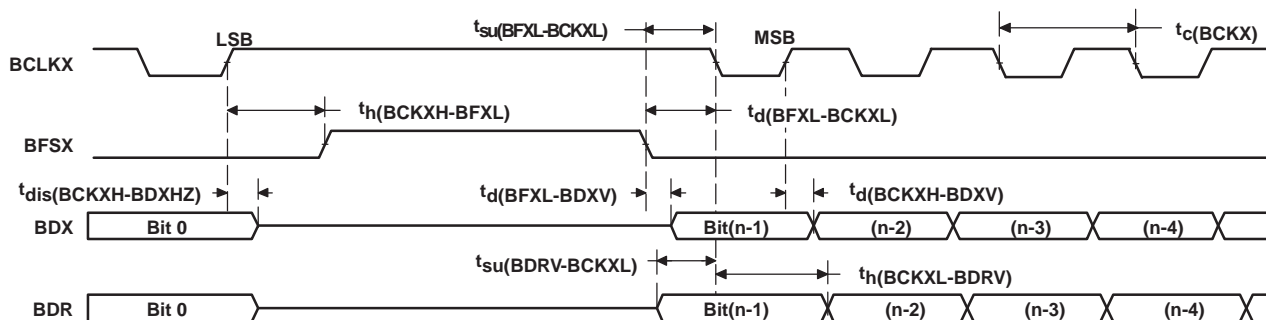 LSB
tsu(BFXL-BCKXL)
MSB
tc(BCKX)
BCLKX
th(BCKXH-BFXL)
td(BFXL-BCKXL)
BFSX
tdis(BCKXH-BDXHZ)
td(BFXL-BDXV)
td(BCKXH-BDXV)
BDX Bit 0 Bit(n-1) (n-2) (n-3) (n-4)
tsu(BDRV-BCKXL)
th(BCKXL-BDRV)
BDR Bit 0 Bit(n-1) (n-2) (n-3) (n-4)